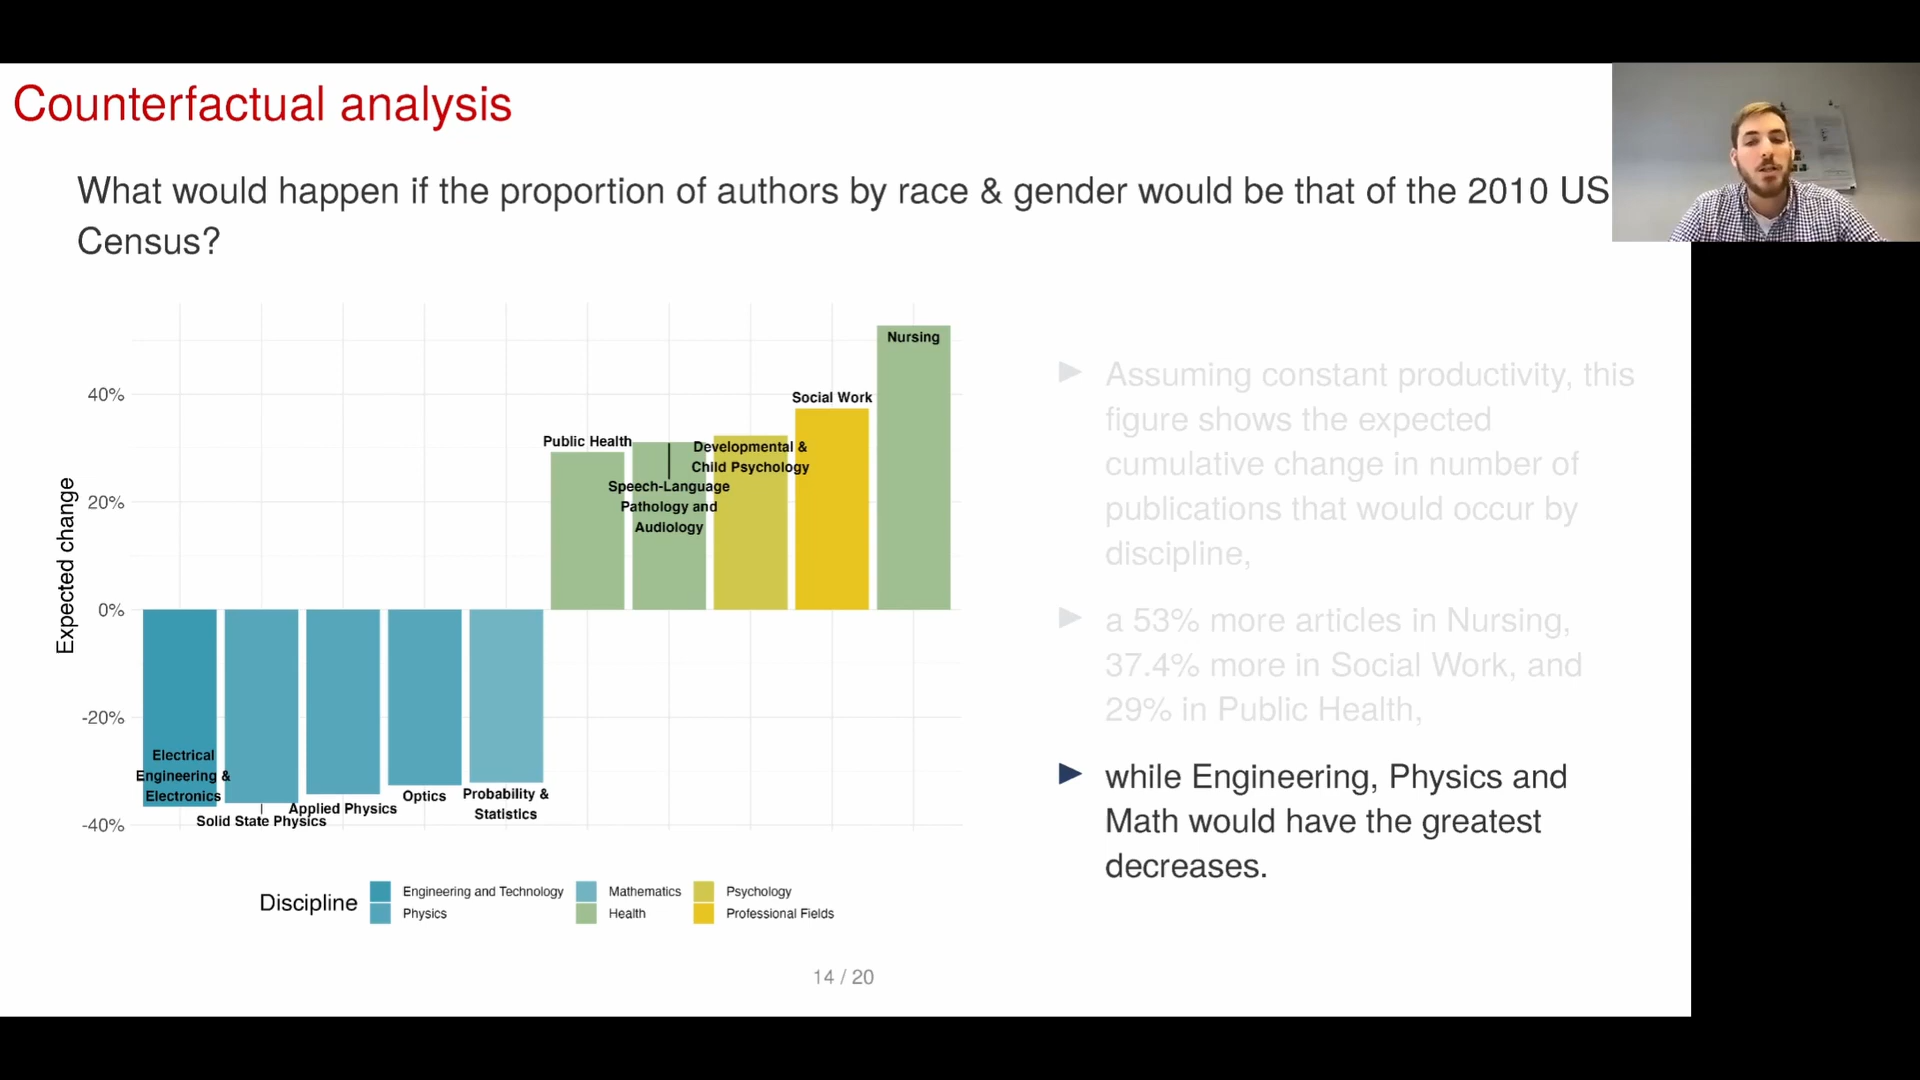 Counterfactual analysis
What would happen if the proportion of authors by race & gender would be that of the 2010 US
Census?
Expected change
40%
20%
0%
-20%
-40%
Electrical
Engineering &
Electronics
Solid State Physics
Applied Physics
Optics
Probability &
Statistics
Public Health
Speech-Language
Pathology and
Audiology
Developmental &
Child Psychology
Social Work
Nursing
Discipline
Engineering and Technology
Physics
Mathematics
Health
Psychology
Professional Fields
Assuming constant productivity, this
figure shows the expected
cumulative change in number of
publications that would occur by
discipline,
a 53% more articles in Nursing,
37.4% more in Social Work, and
29% in Public Health,
while Engineering, Physics and
Math would have the greatest
decreases.
14 / 20